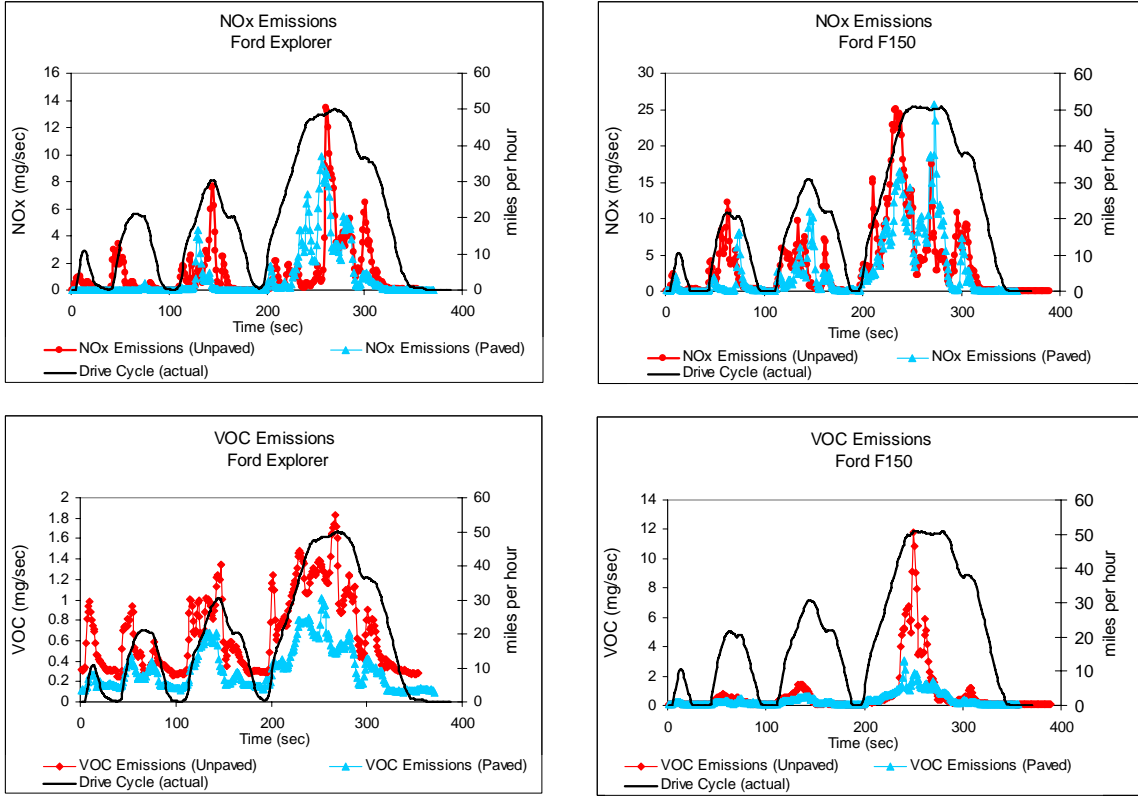 NOx Emissions
Ford Explorer
16
14
12
10
8
6
4
2
0
NOx (mg/sec)
60
50
40
30
20
10
0
miles per hour
0 100 200 300 400
Time (sec)
NOx Emissions (Unpaved) NOx Emissions (Paved)
Drive Cycle (actual)
NOx Emissions
Ford F150
30
25
20
15
10
5
0
NOx (mg/sec)
60
50
40
30
20
10
0
miles per hour
0 100 200 300 400
Time (sec)
NOx Emissions (Unpaved) NOx Emissions (Paved)
Drive Cycle (actual)
VOC Emissions
Ford Explorer
2
1.8
1.6
1.4
1.2
1
0.8
0.6
0.4
0.2
0
VOC (mg/sec)
60
50
40
30
20
10
0
miles per hour
0 100 200 300 400
Time (sec)
VOC Emissions (Unpaved) VOC Emissions (Paved)
Drive Cycle (actual)
VOC Emissions
Ford F150
14
12
10
8
6
4
2
0
VOC (mg/sec)
60
50
40
30
20
10
0
miles per hour
0 100 200 300 400
Time (sec)
VOC Emissions (Unpaved) VOC Emissions (Paved)
Drive Cycle (actual)